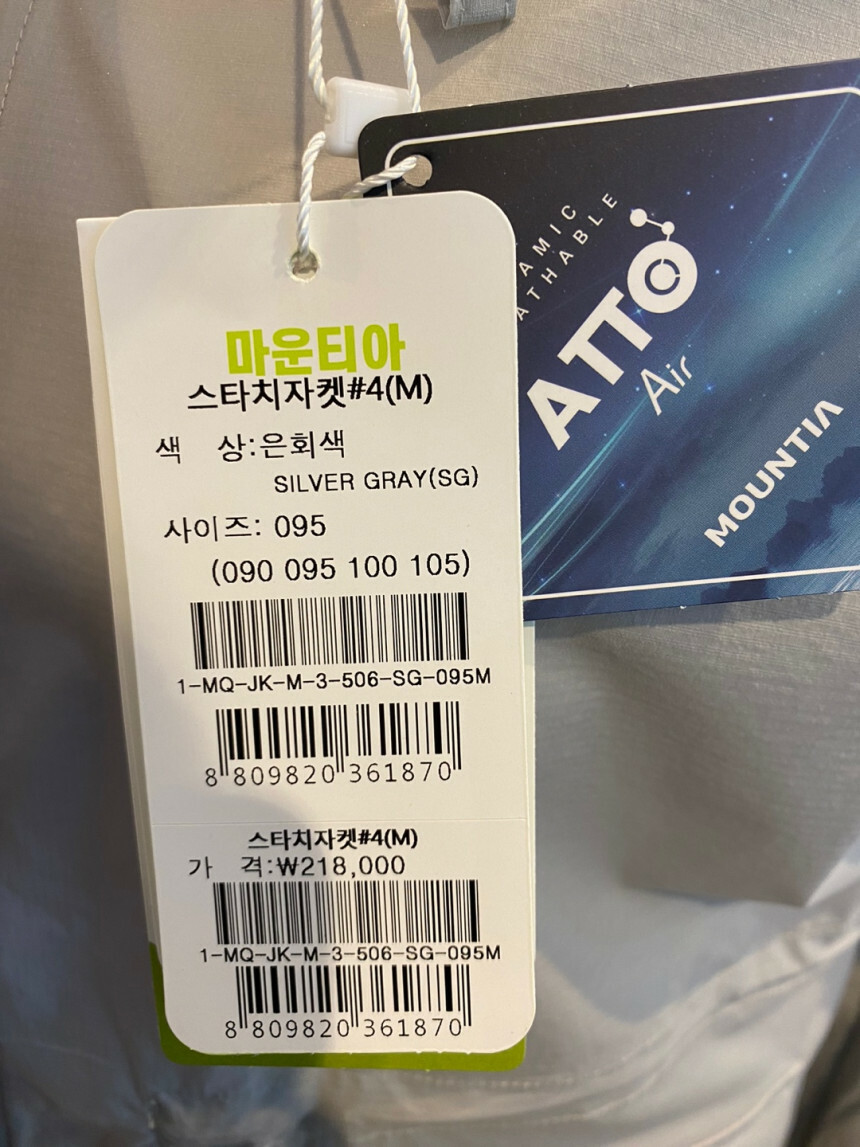 마운티아
스타치자켓#4(M)
색 상:은회색
SILVER GRAY(SG)
사이즈: 095
(090 095 100 105)
1-MQ-JK-M-3-506-SG-095M
8 809820 361870
스타치자켓#4(M)
가 격:₩218,000
1-MQ-JK-M-3-506-SG-095M
8 809820 361870
ATTO
Air
MOUNTIA